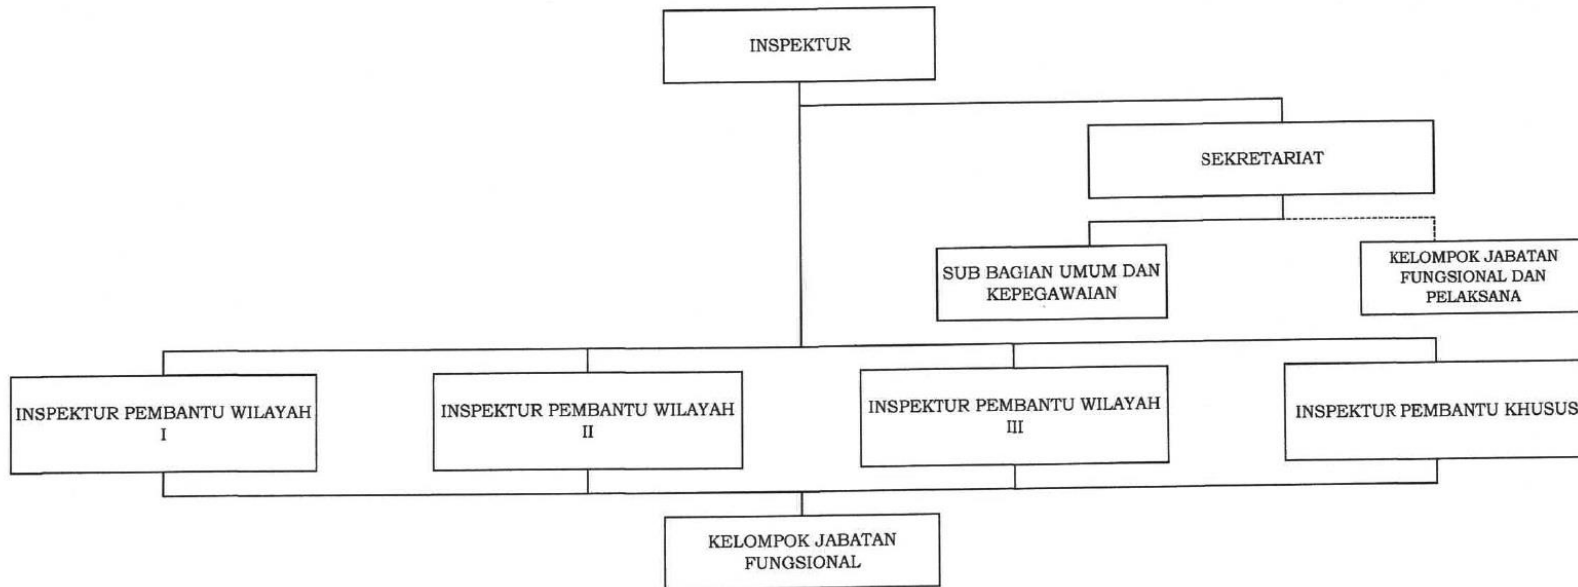 INSPEKTUR
SEKRETARIAT
SUB BAGIAN UMUM DAN
KEPEGAWAIAN
KELOMPOK JABATAN
FUNGSIONAL DAN
PELAKSANA
INSPEKTUR PEMBANTU WILAYAH
I
INSPEKTUR PEMBANTU WILAYAH
II
INSPEKTUR PEMBANTU WILAYAH
III
INSPEKTUR PEMBANTU KHUSUS
KELOMPOK JABATAN
FUNGSIONAL